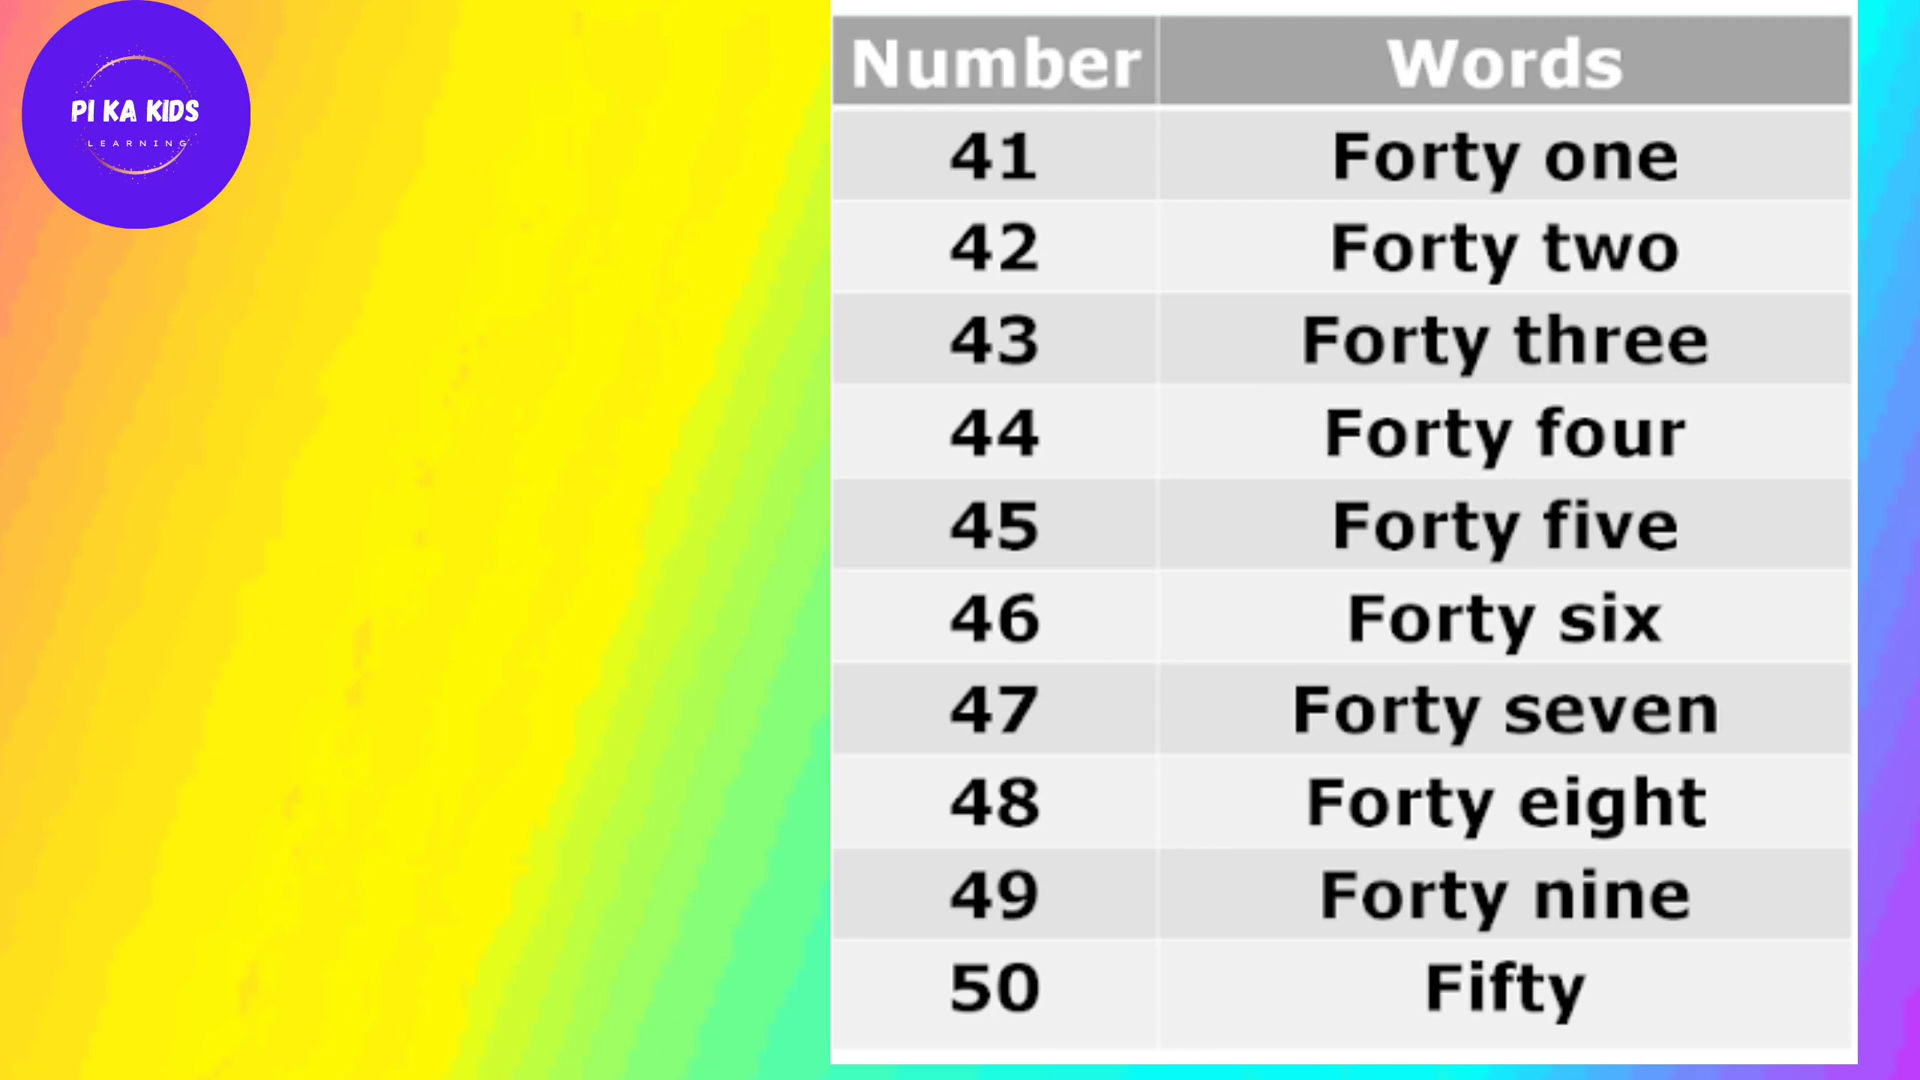 PI KA KIDS
LEARNING
Number Words
41 Forty one
42 Forty two
43 Forty three
44 Forty four
45 Forty five
46 Forty six
47 Forty seven
48 Forty eight
49 Forty nine
50 Fifty